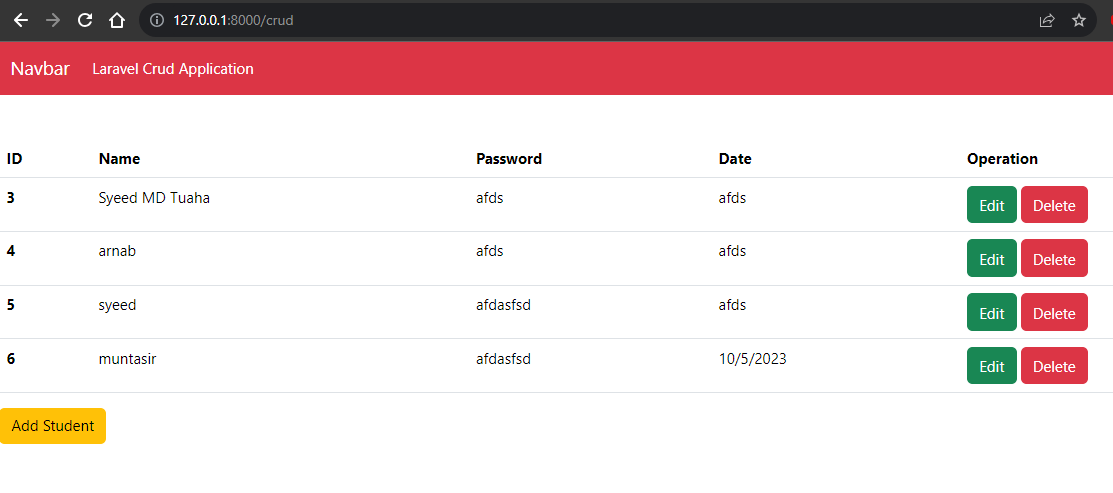 127.0.0.1:8000/crud
Navbar Laravel Crud Application
ID Name Password Date Operation
3 Syeed MD Tuaha afds afds Edit Delete
4 arnab afds afds Edit Delete
5 syeed afdasfsd afds Edit Delete
6 muntasir afdasfsd 10/5/2023 Edit Delete
Add Student